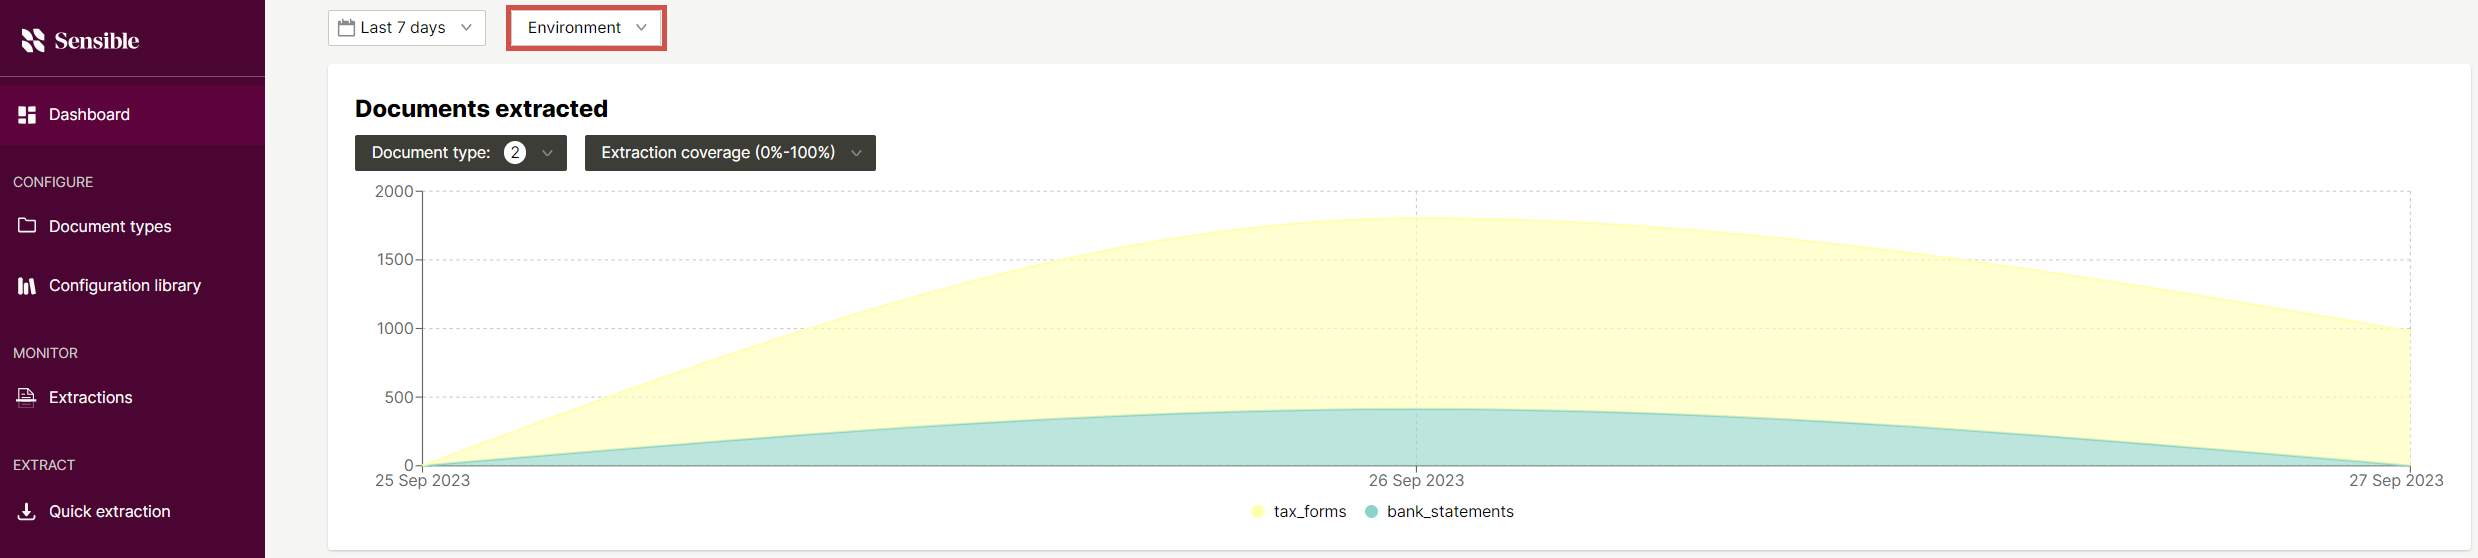 Sensible
Dashboard
CONFIGURE
Document types
Configuration library
MONITOR
Extractions
EXTRACT
Quick extraction
Last 7 days
Environment
Documents extracted
Document type: 2
Extraction coverage (0%-100%)
2000
1500
1000
500
0
25 Sep 2023
26 Sep 2023
27 Sep 2023
tax_forms
bank_statements